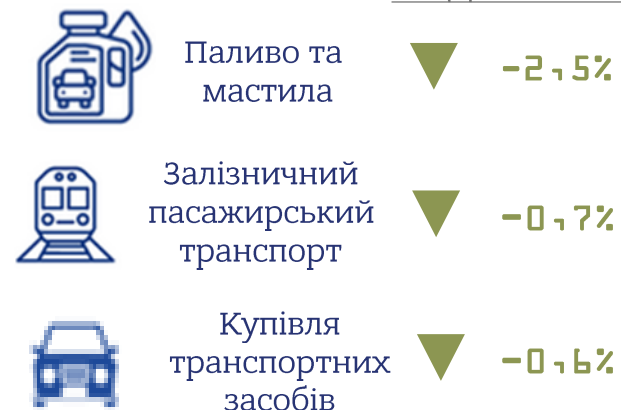 Паливо та
мастила
-2,5%
Залізничний
пасажирський
транспорт
-0,7%
Купівля
транспортних
засобів
-0,6%